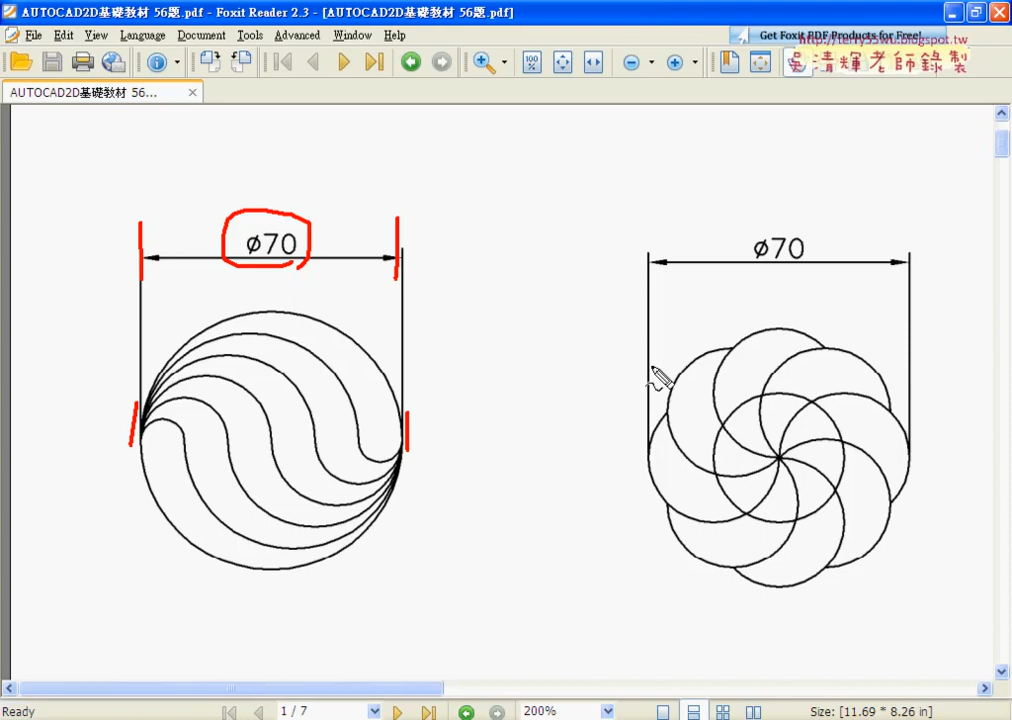 AUTOCAD2D基礎教材 56題.pdf - Foxit Reader 2.3 - [AUTOCAD2D基礎教材 56題.pdf]
File Edit View Language Document Tools Advanced Window Help
Get Foxit PDF Products for Free!
http://terry55wu.blogspot.tw
吳清輝老師錄製
AUTOCAD2D基礎教材 56...
ø70
ø70
Ready
1 / 7
200%
Size: [11.69 * 8.26 in]